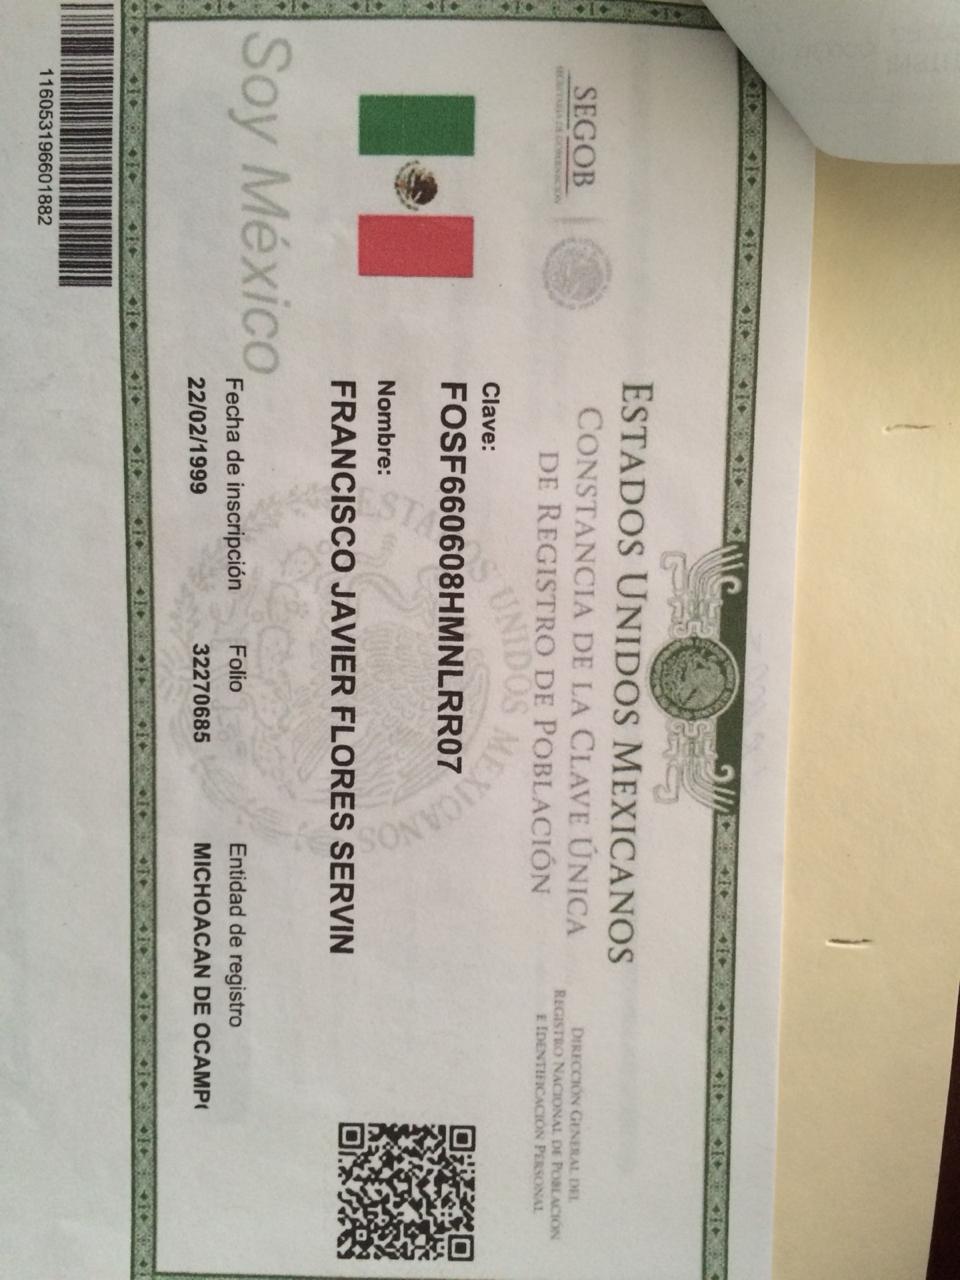 ESTADOS UNIDOS MEXICANOS
CONSTANCIA DE LA CLAVE ÚNICA
DE REGISTRO DE POBLACIÓN
SEGOB
SECRETARÍA DE GOBERNACIÓN
DIRECCIÓN GENERAL DEL
REGISTRO NACIONAL DE POBLACIÓN
E IDENTIFICACIÓN PERSONAL
ESTADOS UNIDOS MEXICANOS
Clave:
FOSF660608HMNLRR07
Nombre:
FRANCISCO JAVIER FLORES SERVIN
Soy México
Fecha de inscripción Folio Entidad de registro
22/02/1999 32270685 MICHOACAN DE OCAMP
116053196601882